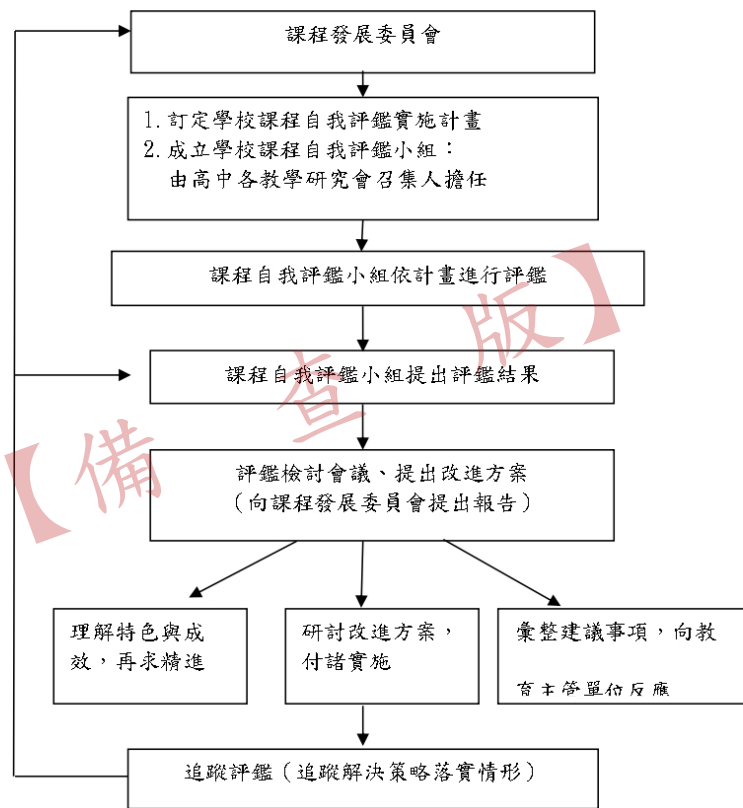 課程發展委員會
1. 訂定學校課程自我評鑑實施計畫
2. 成立學校課程自我評鑑小組：
由高中各教學研究會召集人擔任
課程自我評鑑小組依計畫進行評鑑
課程自我評鑑小組提出評鑑結果
評鑑檢討會議、提出改進方案
（向課程發展委員會提出報告）
理解特色與成
效，再求精進
研討改進方案，
付諸實施
彙整建議事項，向教
育主管單位反應
追蹤評鑑（追蹤解決策略落實情形）
【備查版】